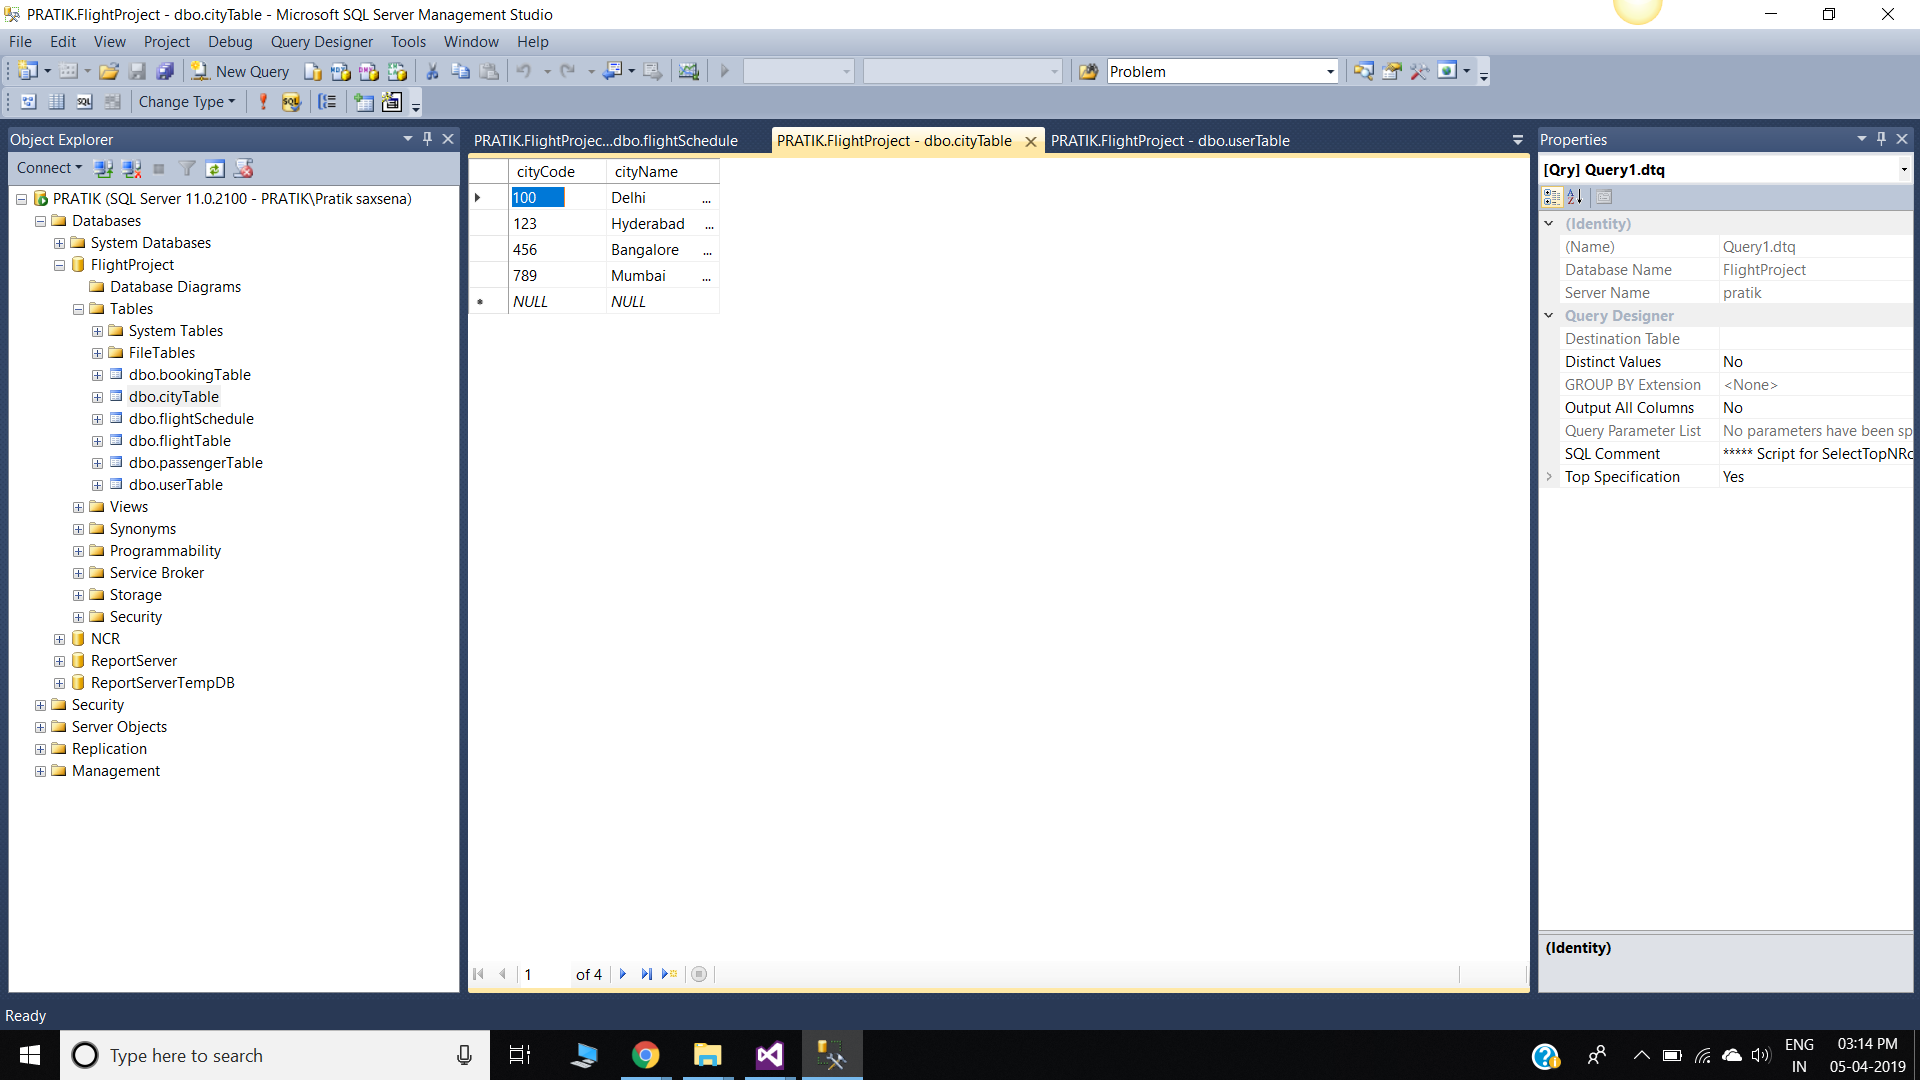 PRATIK.FlightProject - dbo.cityTable - Microsoft SQL Server Management Studio
File Edit View Project Debug Query Designer Tools Window Help
New Query Problem
SQL Change Type SQL
Object Explorer
Connect
PRATIK (SQL Server 11.0.2100 - PRATIK\Pratik saxsena)
Databases
System Databases
FlightProject
Database Diagrams
Tables
System Tables
FileTables
dbo.bookingTable
dbo.cityTable
dbo.flightSchedule
dbo.flightTable
dbo.passengerTable
dbo.userTable
Views
Synonyms
Programmability
Service Broker
Storage
Security
NCR
ReportServer
ReportServerTempDB
Security
Server Objects
Replication
Management
PRATIK.FlightProjec...dbo.flightSchedule PRATIK.FlightProject - dbo.cityTable PRATIK.FlightProject - dbo.userTable
cityCode cityName
100 Delhi ...
123 Hyderabad ...
456 Bangalore ...
789 Mumbai ...
NULL NULL
1 of 4
Properties
[Qry] Query1.dtq
(Identity)
(Name) Query1.dtq
Database Name FlightProject
Server Name pratik
Query Designer
Destination Table
Distinct Values No
GROUP BY Extension <None>
Output All Columns No
Query Parameter List No parameters have been sp
SQL Comment ***** Script for SelectTopNRo
Top Specification Yes
(Identity)
Ready
Type here to search
ENG
IN
03:14 PM
05-04-2019